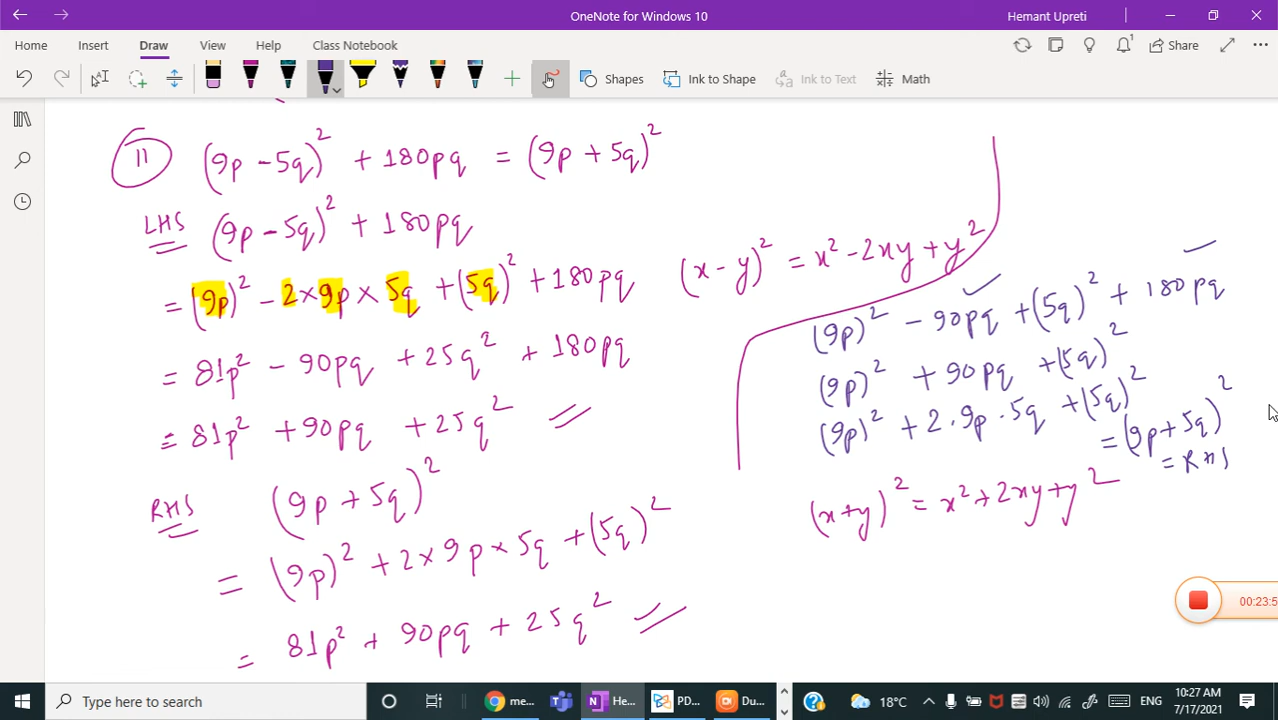 OneNote for Windows 10
Hemant Upreti
Home Insert Draw View Help Class Notebook
Share
Shapes Ink to Shape Ink to Text Math
11 (9p - 5q)² + 180pq = (9p + 5q)²
LHS (9p - 5q)² + 180pq
= (9p)² - 2 × 9p × 5q + (5q)² + 180pq
(x - y)² = x² - 2xy + y²
= 81p² - 90pq + 25q² + 180pq
= 81p² + 90pq + 25q²
RHS (9p + 5q)²
= (9p)² + 2 × 9p × 5q + (5q)²
= 81p² + 90pq + 25q²
(9p)² - 90pq + (5q)² + 180pq
(9p)² + 90pq + (5q)²
(9p)² + 2 . 9p . 5q + (5q)²
= (9p + 5q)²
= RHS
(x+y)² = x² + 2xy + y²
00:23:5
Type here to search
me...
He...
PD...
Du...
18°C
ENG
10:27 AM
7/17/2021